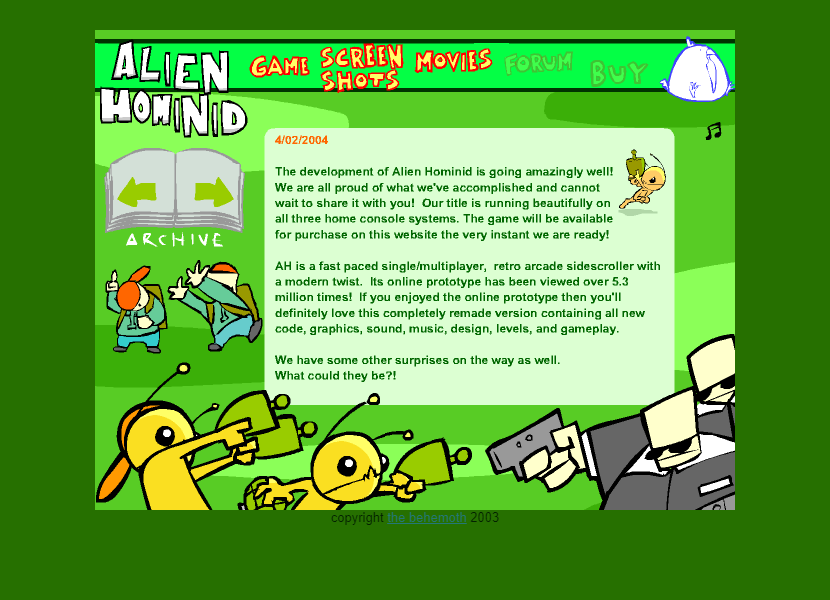 ALIEN
HOMINID
GAME
SCREEN
SHOTS
MOVIES
FORUM
BUY
4/02/2004
The development of Alien Hominid is going amazingly well!
We are all proud of what we've accomplished and cannot
wait to share it with you!  Our title is running beautifully on
all three home console systems. The game will be available
for purchase on this website the very instant we are ready!
AH is a fast paced single/multiplayer,  retro arcade sidescroller with
a modern twist.  Its online prototype has been viewed over 5.3
million times!  If you enjoyed the online prototype then you'll
definitely love this completely remade version containing all new
code, graphics, sound, music, design, levels, and gameplay.
We have some other surprises on the way as well.
What could they be?!
ARCHIVE
copyright the behemoth 2003